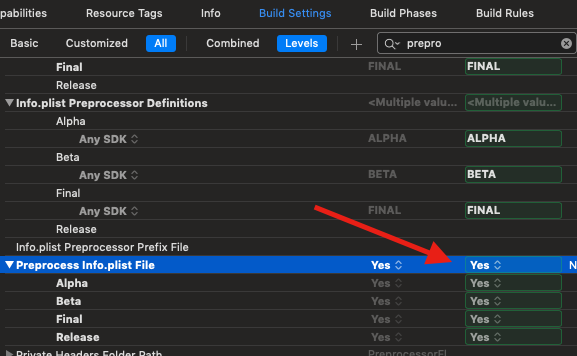 pabilities Resource Tags Info Build Settings Build Phases Build Rules
Basic Customized All Combined Levels + prepro
Final FINAL FINAL
Release
Info.plist Preprocessor Definitions <Multiple valu... <Multiple valu...
Alpha
Any SDK ALPHA ALPHA
Beta
Any SDK BETA BETA
Final
Any SDK FINAL FINAL
Release
Info.plist Preprocessor Prefix File
Preprocess Info.plist File Yes Yes N
Alpha Yes Yes
Beta Yes Yes
Final Yes Yes
Release Yes Yes
Private Headers Folder Path